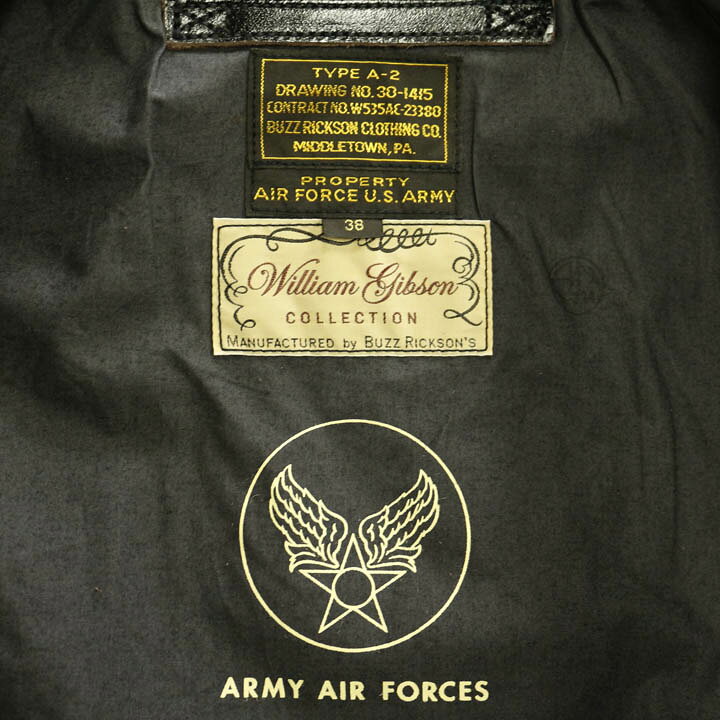 TYPE A-2
DRAWING NO. 30-1415
CONTRACT NO. W535AC-23380
BUZZ RICKSON CLOTHING CO.
MIDDLETOWN, PA.
PROPERTY
AIR FORCE U.S. ARMY
38
William Gibson
COLLECTION
MANUFACTURED by BUZZ RICKSON'S
ARMY AIR FORCES